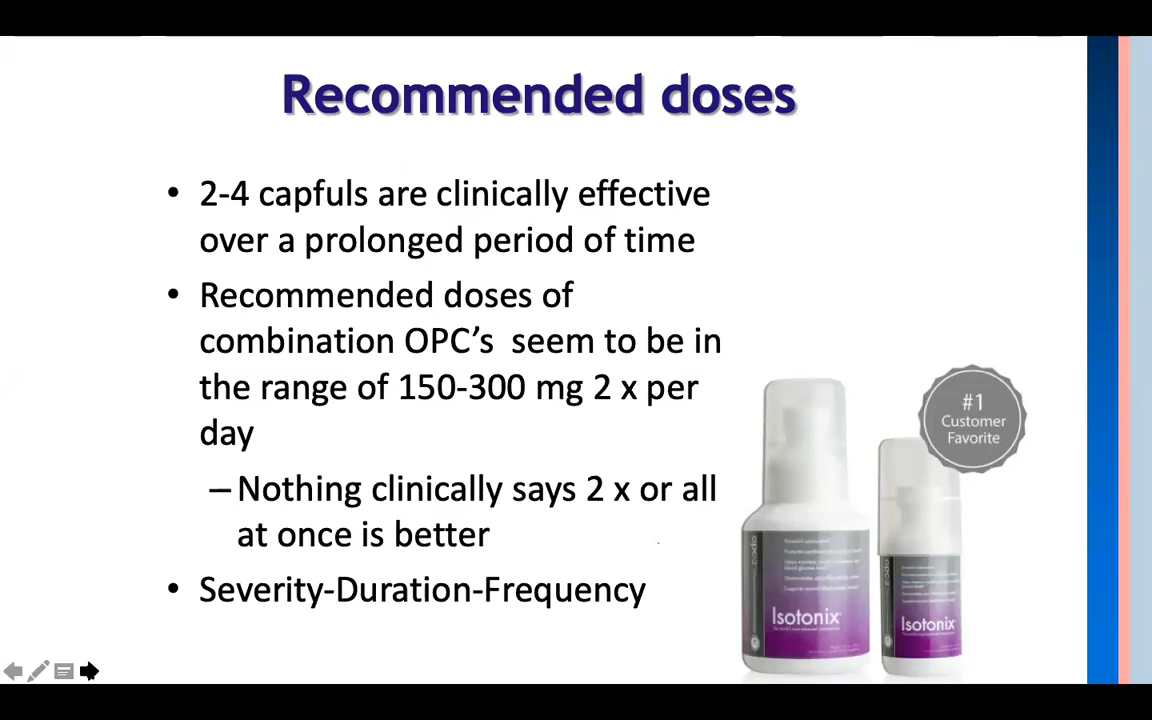 Recommended doses
• 2-4 capfuls are clinically effective
over a prolonged period of time
• Recommended doses of
combination OPC’s seem to be in
the range of 150-300 mg 2 x per
day
– Nothing clinically says 2 x or all
at once is better
• Severity-Duration-Frequency
#1
Customer
Favorite
Isotonix
Isotonix